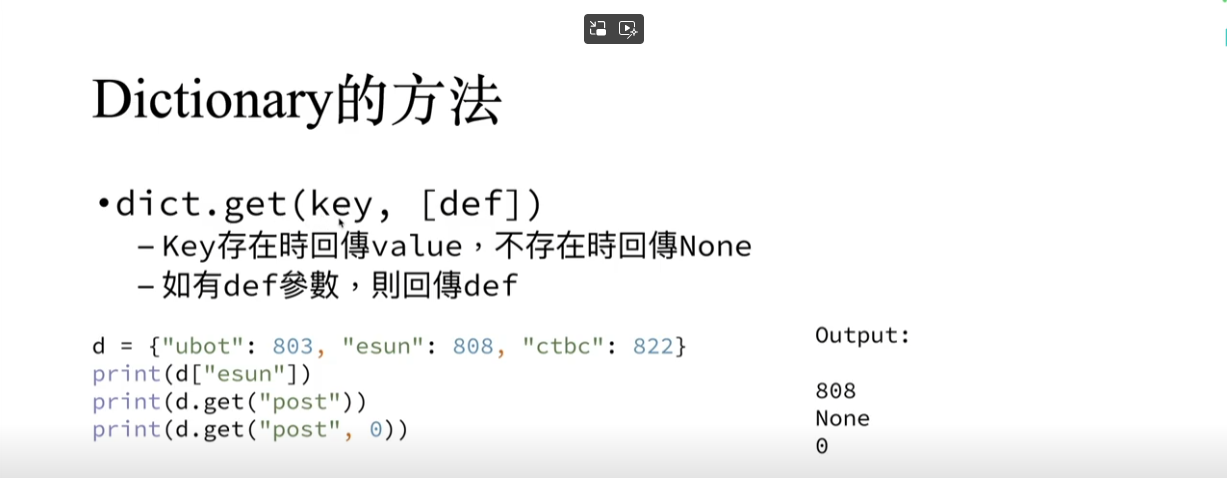 Dictionary的方法
•dict.get(key, [def])
–Key存在時回傳value，不存在時回傳None
–如有def參數，則回傳def
d = {"ubot": 803, "esun": 808, "ctbc": 822}
print(d["esun"])
print(d.get("post"))
print(d.get("post", 0))
Output:
808
None
0